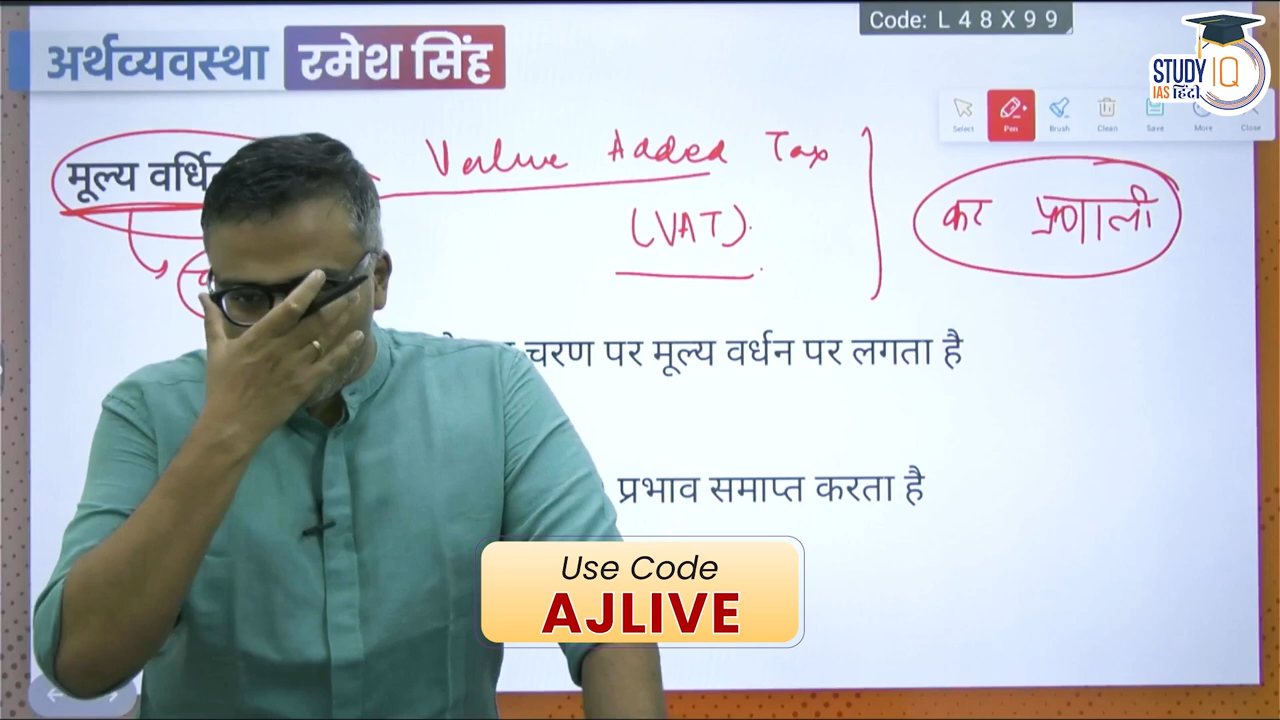 Code: L 4 8 X 9 9
अर्थव्यवस्था रमेश सिंह
STUDY IQ
IAS हिंदी
Select Pen Brush Clean Save More Close
मूल्य Value Added Tax
(VAT).
कर प्रणाली
चरण पर मूल्य वर्धन पर लगता है
प्रभाव समाप्त करता है
Use Code
AJLIVE